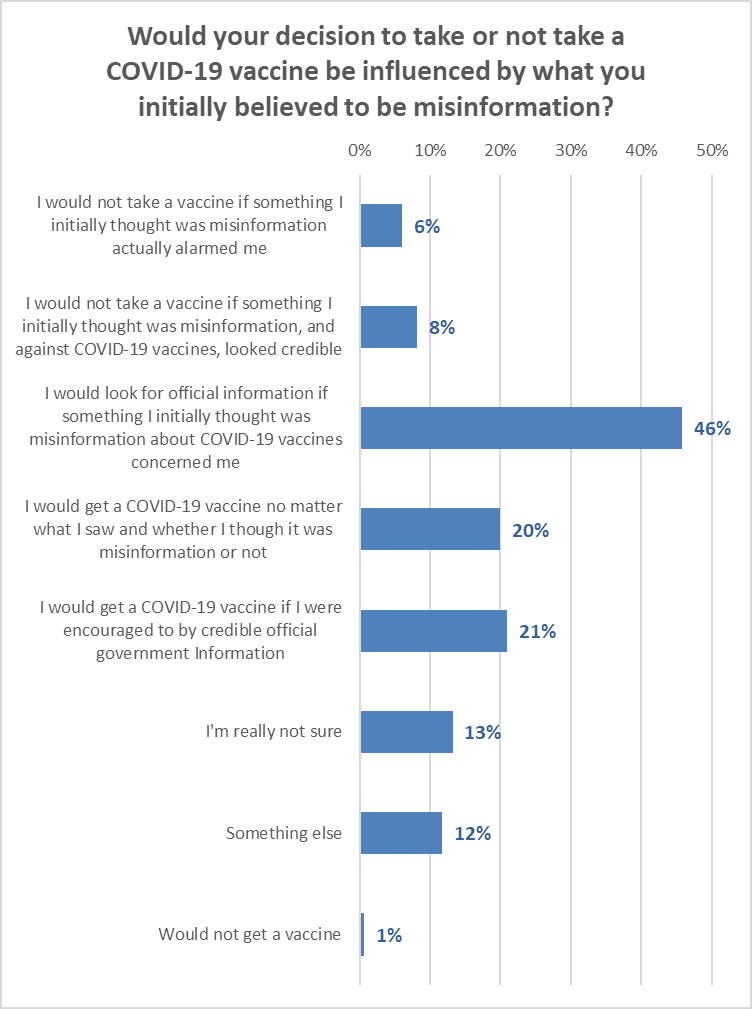 Would your decision to take or not take a
COVID-19 vaccine be influenced by what you
initially believed to be misinformation?
0% 10% 20% 30% 40% 50%
I would not take a vaccine if something I
initially thought was misinformation
actually alarmed me
6%
I would not take a vaccine if something I
initially thought was misinformation, and
against COVID-19 vaccines, looked credible
8%
I would look for official information if
something I initially thought was
misinformation about COVID-19 vaccines
concerned me
46%
I would get a COVID-19 vaccine no matter
what I saw and whether I though it was
misinformation or not
20%
I would get a COVID-19 vaccine if I were
encouraged to by credible official
government Information
21%
I'm really not sure
13%
Something else
12%
Would not get a vaccine
1%